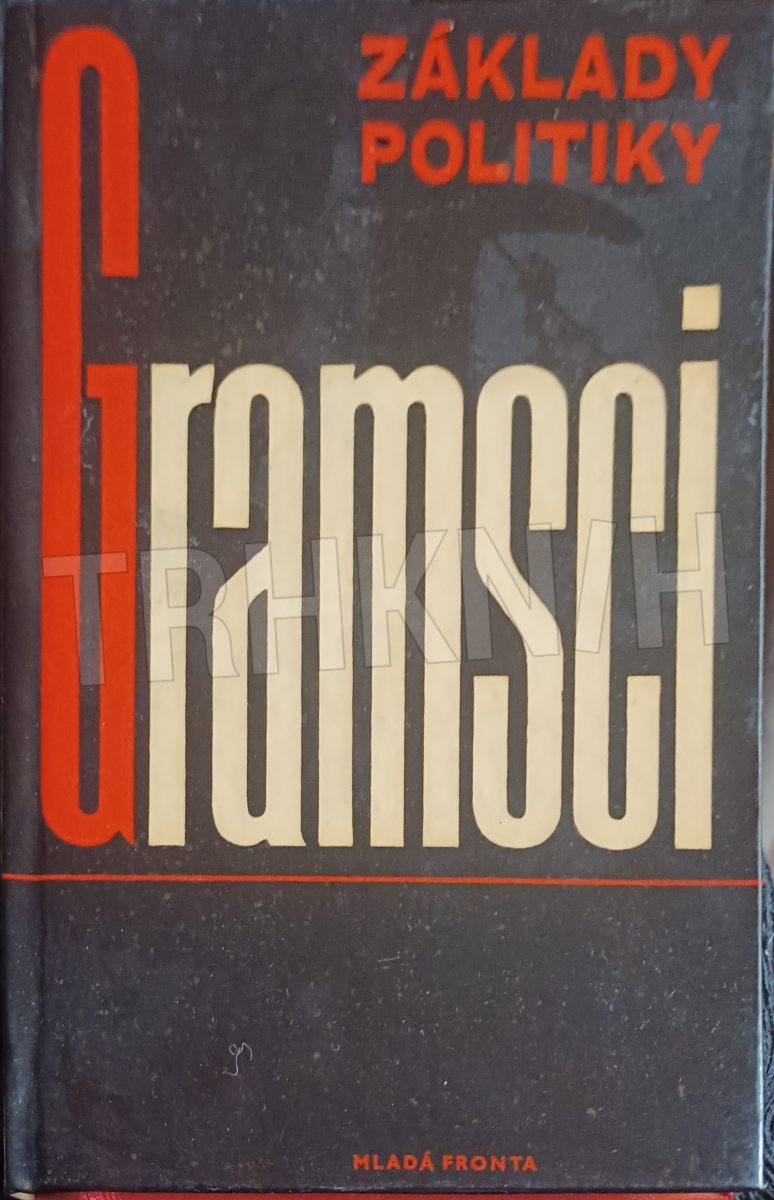 ZÁKLADY
POLITIKY
Gramsci
TRHKNIH
MLADÁ FRONTA